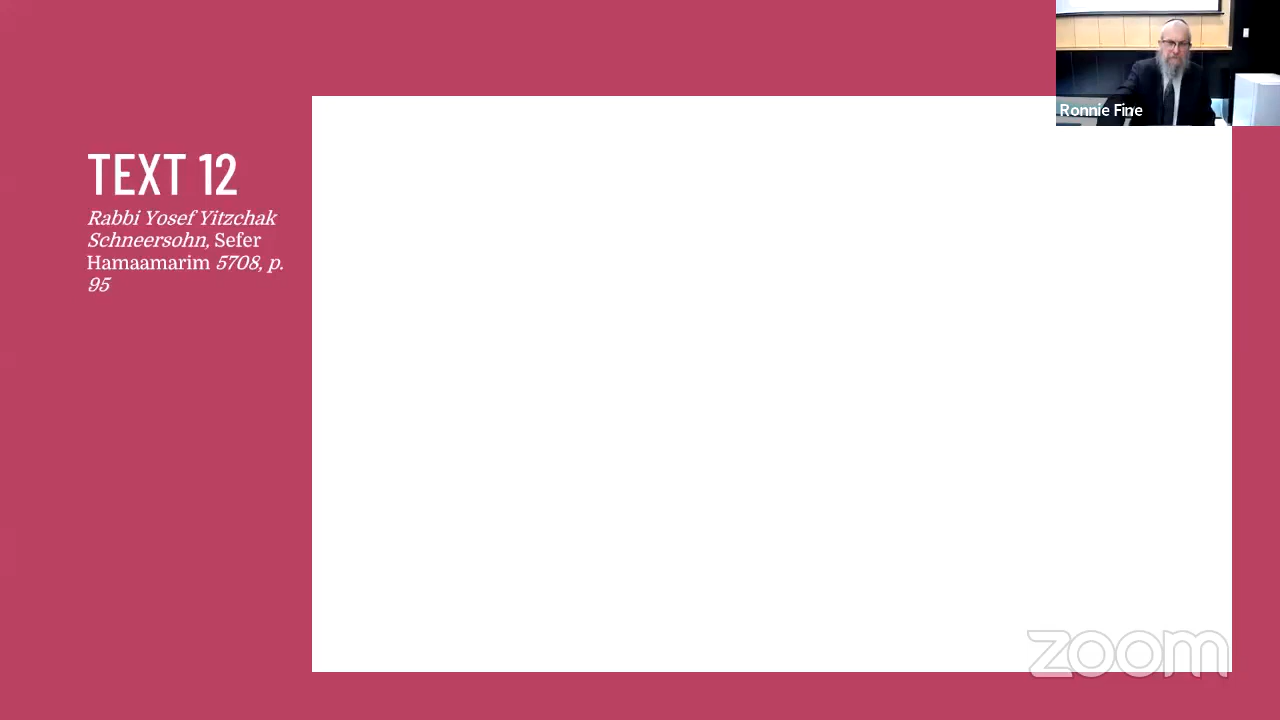 TEXT 12
Rabbi Yosef Yitzchak
Schneersohn, Sefer
Hamaamarim 5708, p.
95
Ronnie Fine
zoom